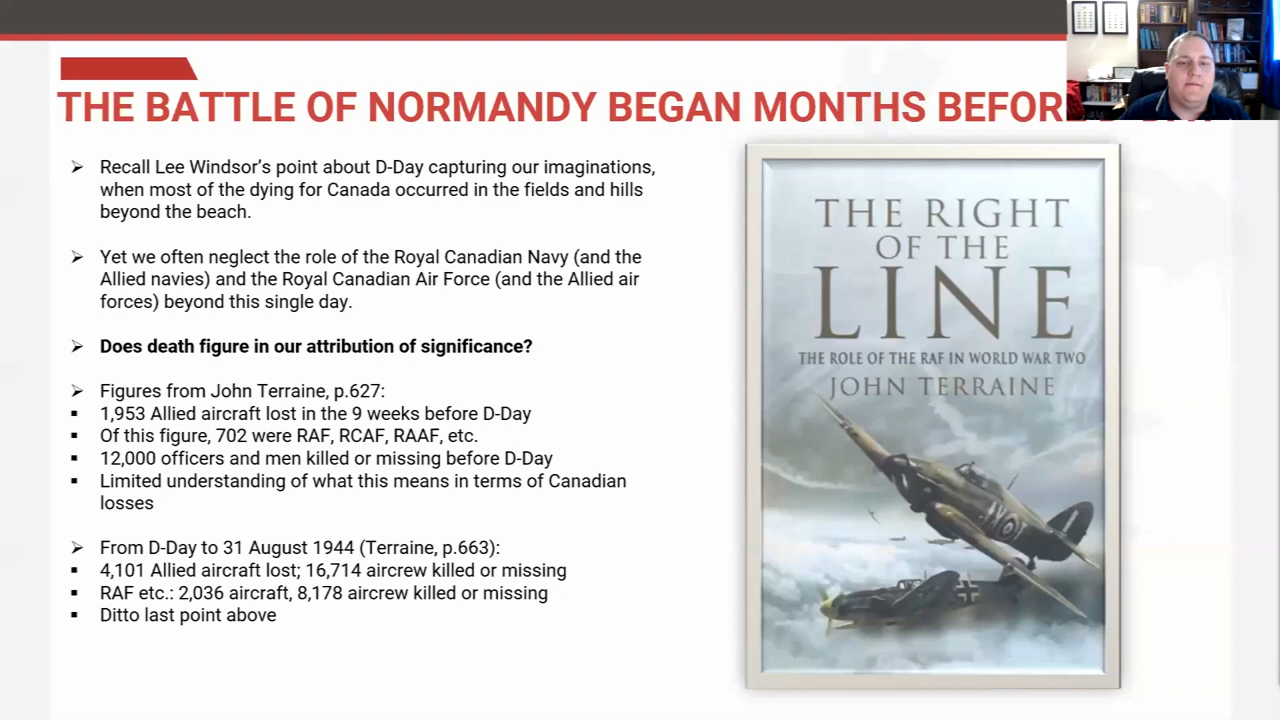 THE BATTLE OF NORMANDY BEGAN MONTHS BEFOR
➢ Recall Lee Windsor’s point about D-Day capturing our imaginations,
when most of the dying for Canada occurred in the fields and hills
beyond the beach.
➢ Yet we often neglect the role of the Royal Canadian Navy (and the
Allied navies) and the Royal Canadian Air Force (and the Allied air
forces) beyond this single day.
➢ Does death figure in our attribution of significance?
➢ Figures from John Terraine, p.627:
▪ 1,953 Allied aircraft lost in the 9 weeks before D-Day
▪ Of this figure, 702 were RAF, RCAF, RAAF, etc.
▪ 12,000 officers and men killed or missing before D-Day
▪ Limited understanding of what this means in terms of Canadian
losses
➢ From D-Day to 31 August 1944 (Terraine, p.663):
▪ 4,101 Allied aircraft lost; 16,714 aircrew killed or missing
▪ RAF etc.: 2,036 aircraft, 8,178 aircrew killed or missing
▪ Ditto last point above
THE RIGHT
OF THE
LINE
THE ROLE OF THE RAF IN WORLD WAR TWO
JOHN TERRAINE